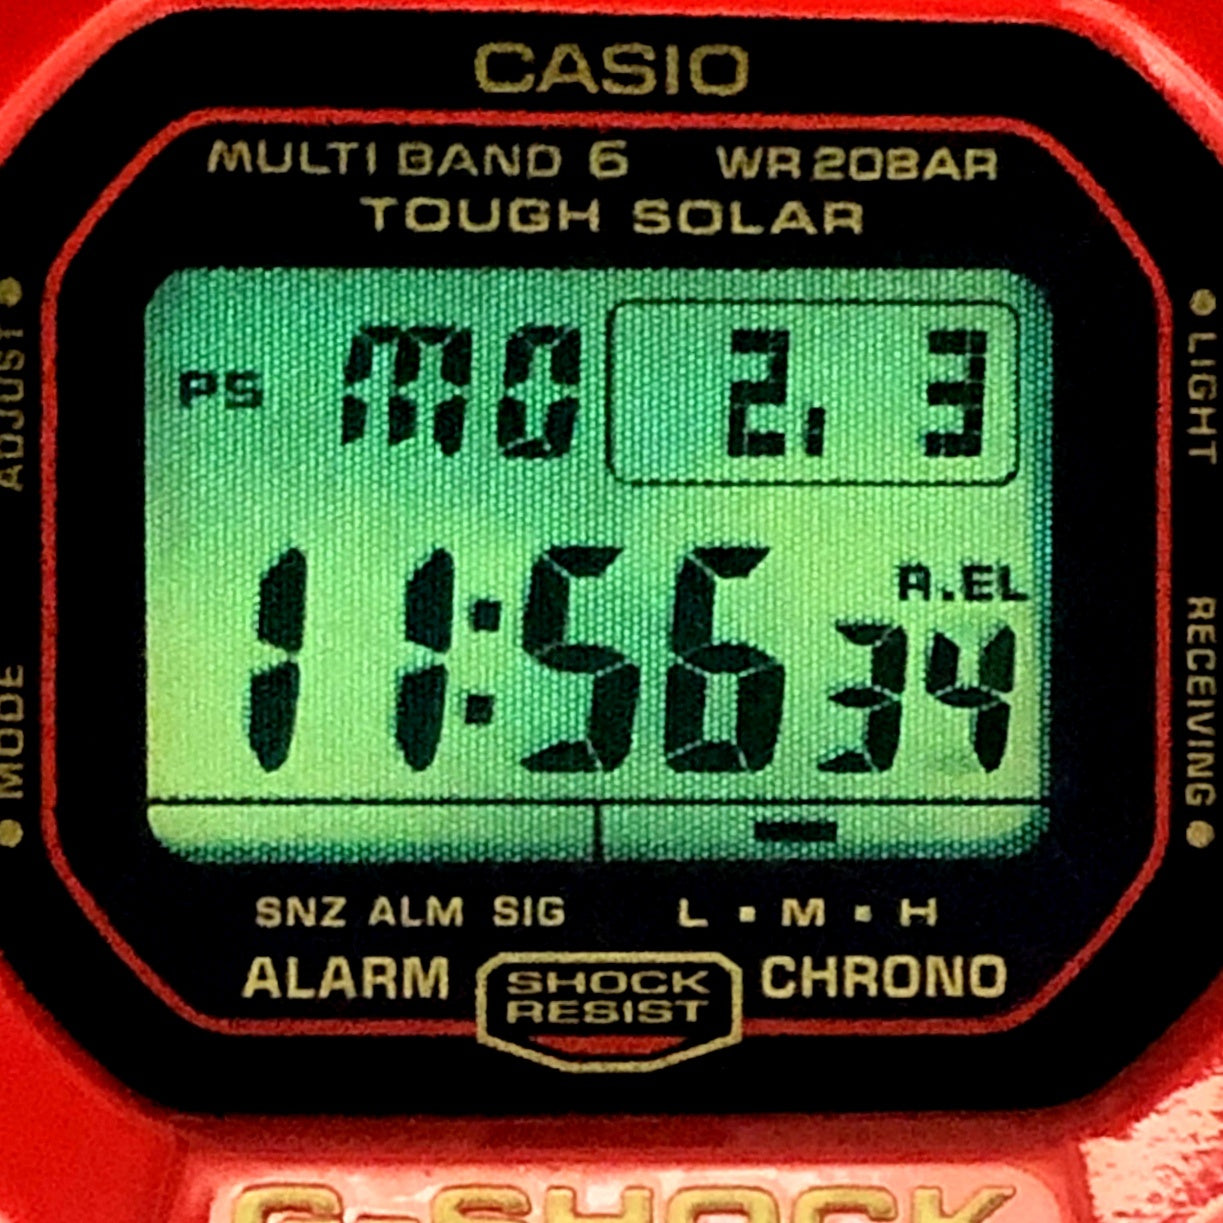 CASIO
MULTI BAND 6 WR20BAR
TOUGH SOLAR
ADJUST
LIGHT
PS MO 2, 3
A.EL
11:56 34
MODE
RECEIVING
SNZ ALM SIG L ▪ M ▪ H
ALARM SHOCK RESIST CHRONO
G-SHOCK